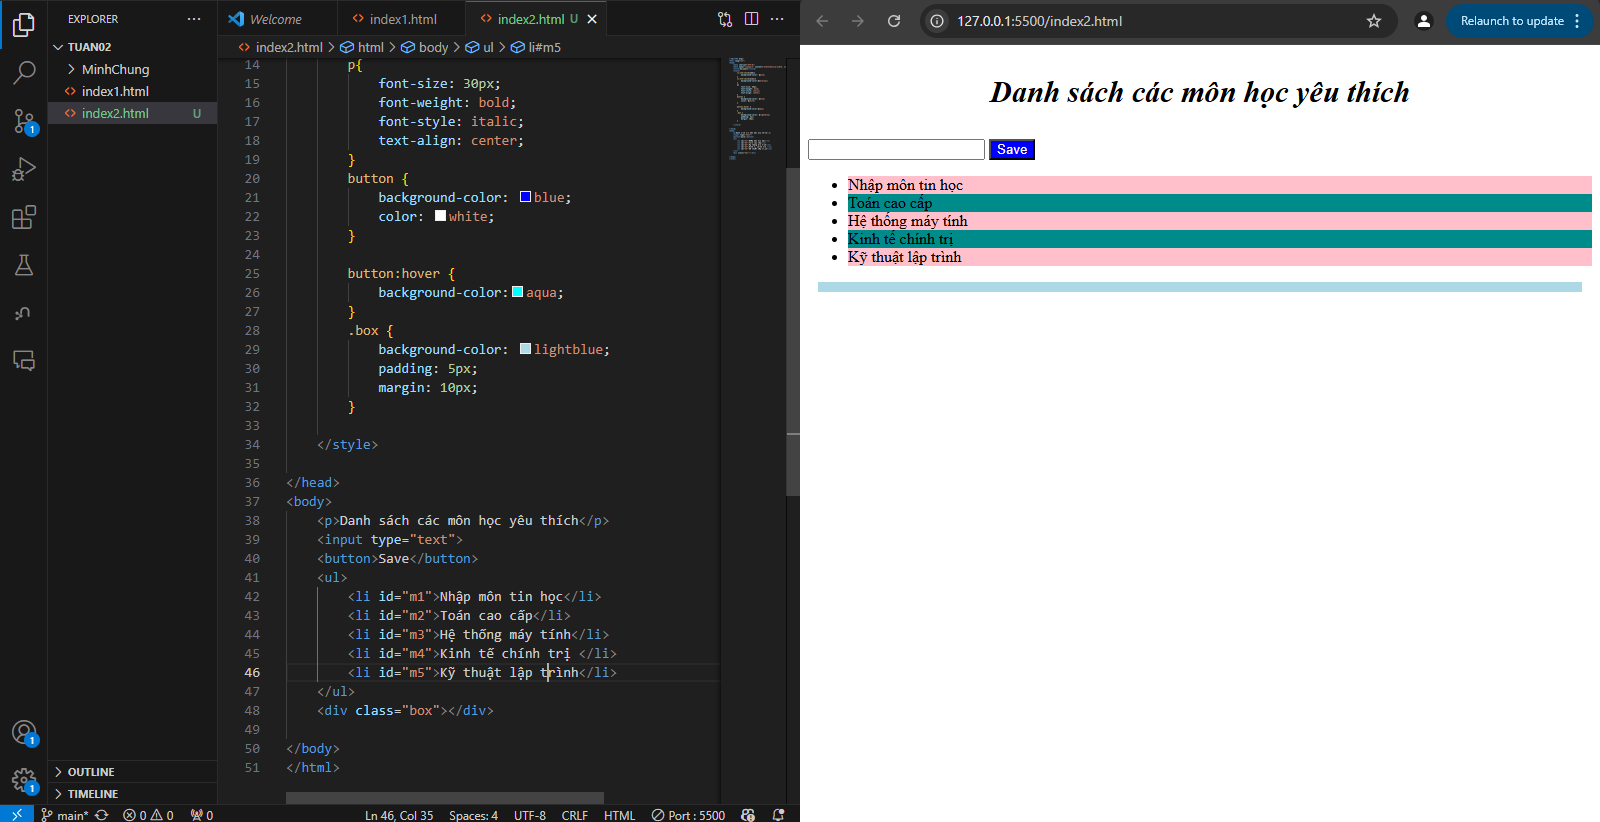 EXPLORER
TUAN02
MinhChung
index1.html
index2.html U
OUTLINE
TIMELINE
Welcome
index1.html
index2.html U
index2.html > html > body > ul > li#m5
14 p{
15 font-size: 30px;
16 font-weight: bold;
17 font-style: italic;
18 text-align: center;
19 }
20 button {
21 background-color: blue;
22 color: white;
23 }
24
25 button:hover {
26 background-color: aqua;
27 }
28 .box {
29 background-color: lightblue;
30 padding: 5px;
31 margin: 10px;
32 }
33
34 </style>
35
36 </head>
37 <body>
38 <p>Danh sách các môn học yêu thích</p>
39 <input type="text">
40 <button>Save</button>
41 <ul>
42 <li id="m1">Nhập môn tin học</li>
43 <li id="m2">Toán cao cấp</li>
44 <li id="m3">Hệ thống máy tính</li>
45 <li id="m4">Kinh tế chính trị </li>
46 <li id="m5">Kỹ thuật lập trình</li>
47 </ul>
48 <div class="box"></div>
49
50 </body>
51 </html>
1
1
1
main* 0 0 0 Ln 46, Col 35 Spaces: 4 UTF-8 CRLF HTML Port : 5500
127.0.0.1:5500/index2.html
Relaunch to update
Danh sách các môn học yêu thích
Save
Nhập môn tin học
Toán cao cấp
Hệ thống máy tính
Kinh tế chính trị
Kỹ thuật lập trình